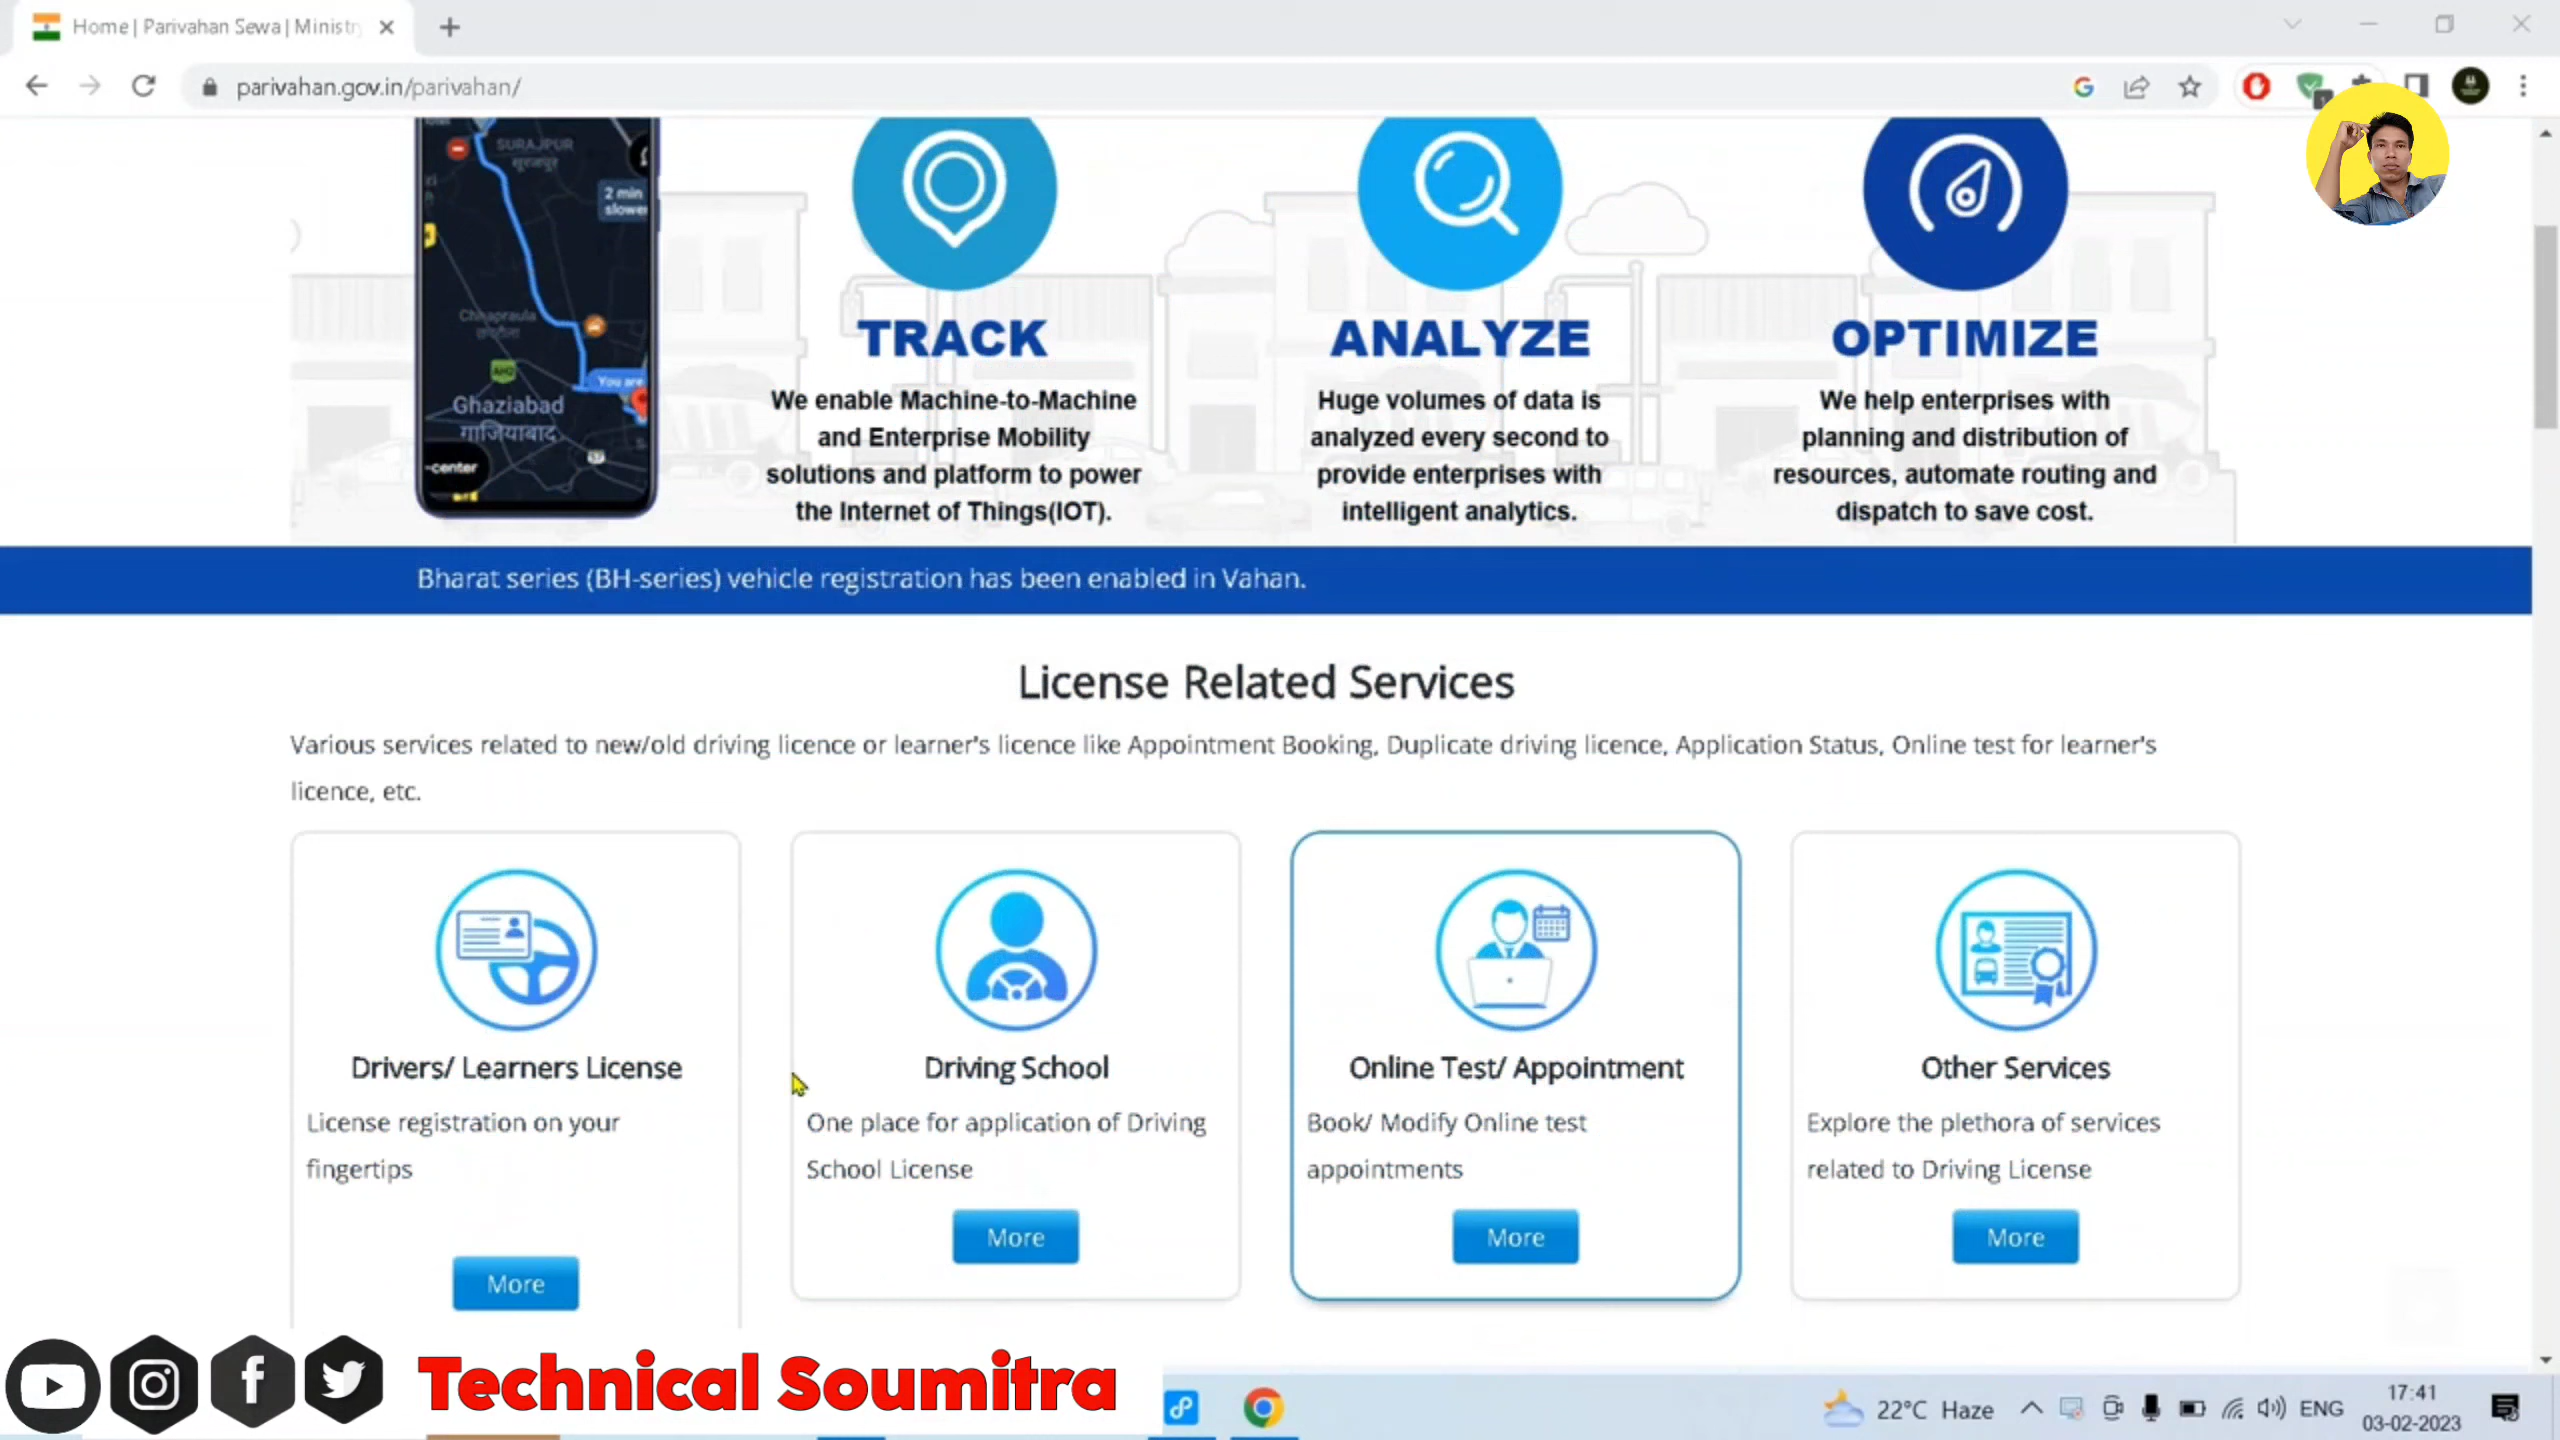 Home | Parivahan Sewa | Ministry
parivahan.gov.in/parivahan/
SURAJPUR
सूरजपुर
2 min
slower
Chhapraula
You are
AH2
Ghaziabad
गाज़ियाबाद
-center
TRACK
We enable Machine-to-Machine
and Enterprise Mobility
solutions and platform to power
the Internet of Things(IOT).
ANALYZE
Huge volumes of data is
analyzed every second to
provide enterprises with
intelligent analytics.
OPTIMIZE
We help enterprises with
planning and distribution of
resources, automate routing and
dispatch to save cost.
Bharat series (BH-series) vehicle registration has been enabled in Vahan.
License Related Services
Various services related to new/old driving licence or learner's licence like Appointment Booking, Duplicate driving licence, Application Status, Online test for learner's
licence, etc.
Drivers/ Learners License
License registration on your
fingertips
More
Driving School
One place for application of Driving
School License
More
Online Test/ Appointment
Book/ Modify Online test
appointments
More
Other Services
Explore the plethora of services
related to Driving License
More
Technical Soumitra
22°C Haze
ENG
17:41
03-02-2023